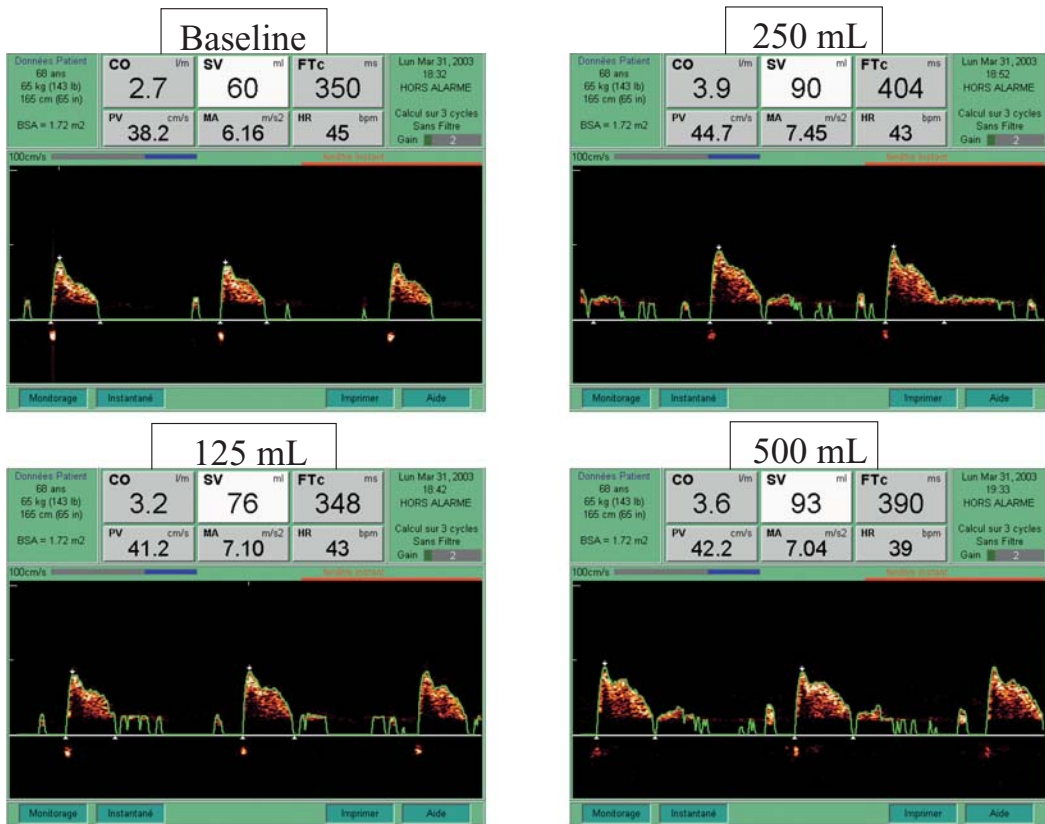 Baseline
Données Patient
68 ans
65 kg (143 lb)
165 cm (65 in)
BSA = 1.72 m2
CO l/m
2.7
SV ml
60
FTc ms
350
PV cm/s
38.2
MA m/s2
6.16
HR bpm
45
Lun Mar 31, 2003
18:32
HORS ALARME
Calcul sur 3 cycles
Sans Filtre
Gain 2
100cm/s
fenêtre instant
Monitorage
Instantané
Imprimer
Aide
250 mL
Données Patient
68 ans
65 kg (143 lb)
165 cm (65 in)
BSA = 1.72 m2
CO l/m
3.9
SV ml
90
FTc ms
404
PV cm/s
44.7
MA m/s2
7.45
HR bpm
43
Lun Mar 31, 2003
18:52
HORS ALARME
Calcul sur 3 cycles
Sans Filtre
Gain 2
100cm/s
fenêtre instant
Monitorage
Instantané
Imprimer
Aide
125 mL
Données Patient
68 ans
65 kg (143 lb)
165 cm (65 in)
BSA = 1.72 m2
CO l/m
3.2
SV ml
76
FTc ms
348
PV cm/s
41.2
MA m/s2
7.10
HR bpm
43
Lun Mar 31, 2003
18:42
HORS ALARME
Calcul sur 3 cycles
Sans Filtre
Gain 2
100cm/s
fenêtre instant
Monitorage
Instantané
Imprimer
Aide
500 mL
Données Patient
68 ans
65 kg (143 lb)
165 cm (65 in)
BSA = 1.72 m2
CO l/m
3.6
SV ml
93
FTc ms
390
PV cm/s
42.2
MA m/s2
7.04
HR bpm
39
Lun Mar 31, 2003
19:33
HORS ALARME
Calcul sur 3 cycles
Sans Filtre
Gain 2
100cm/s
fenêtre instant
Monitorage
Instantané
Imprimer
Aide